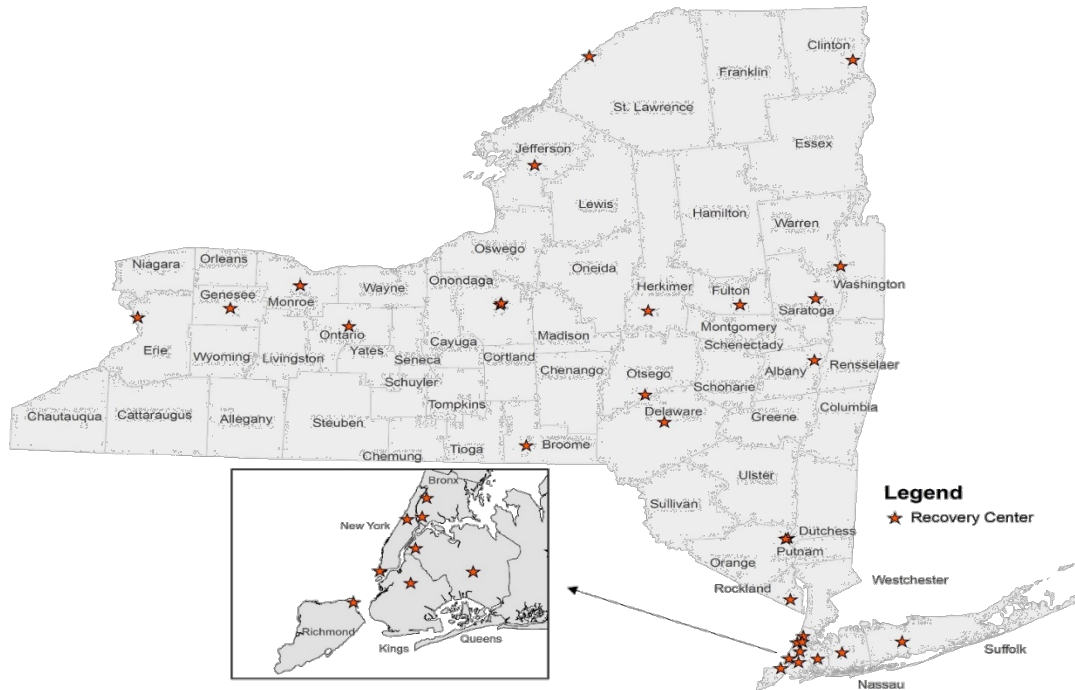 Clinton
Franklin
St. Lawrence
Jefferson
Essex
Lewis
Hamilton
Warren
Oswego
Niagara
Orleans
Oneida
Onondaga
Genesee
Monroe
Wayne
Herkimer
Fulton
Washington
Saratoga
Montgomery
Ontario
Cayuga
Madison
Schenectady
Erie
Wyoming
Livingston
Yates
Seneca
Cortland
Chenango
Otsego
Albany
Rensselaer
Schuyler
Schoharie
Tompkins
Delaware
Greene
Columbia
Chautauqua
Cattaraugus
Allegany
Steuben
Chemung
Tioga
Broome
Ulster
Sullivan
Legend
Recovery Center
Dutchess
Putnam
Orange
Rockland
Westchester
Suffolk
Nassau
Bronx
New York
Richmond
Kings
Queens